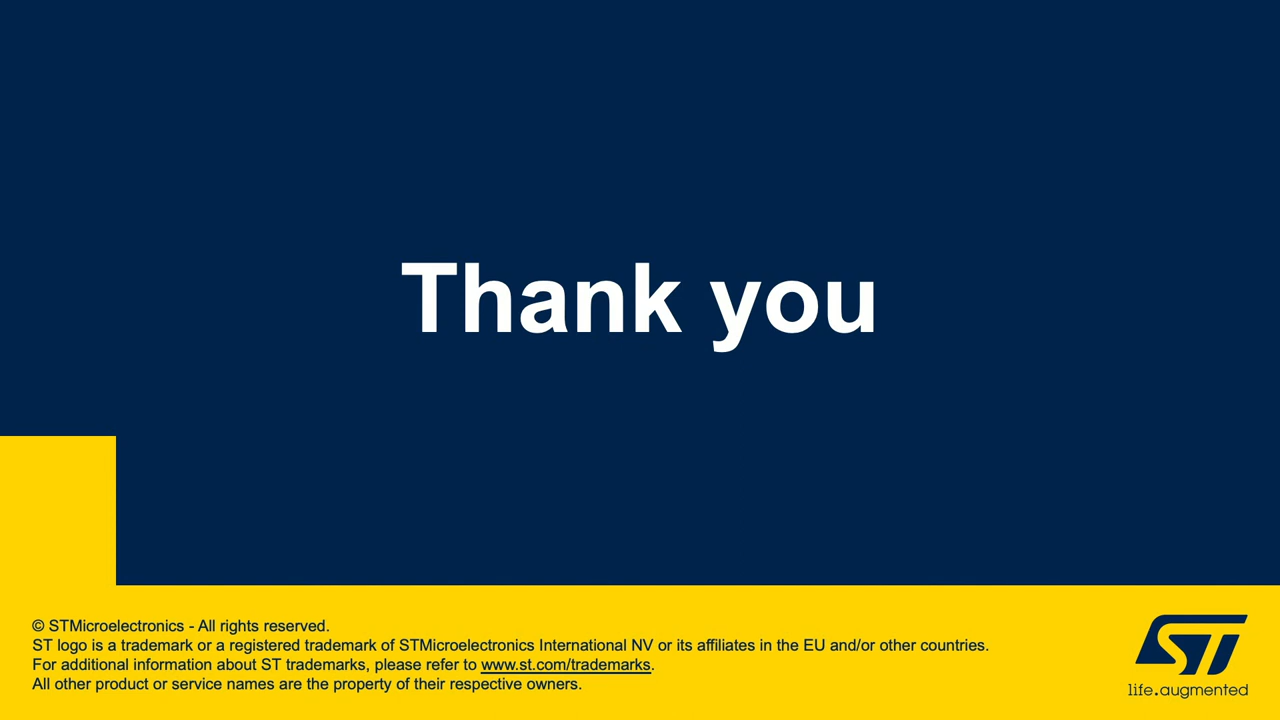 Thank you
© STMicroelectronics - All rights reserved.
ST logo is a trademark or a registered trademark of STMicroelectronics International NV or its affiliates in the EU and/or other countries.
For additional information about ST trademarks, please refer to www.st.com/trademarks.
All other product or service names are the property of their respective owners.
ST
life.augmented